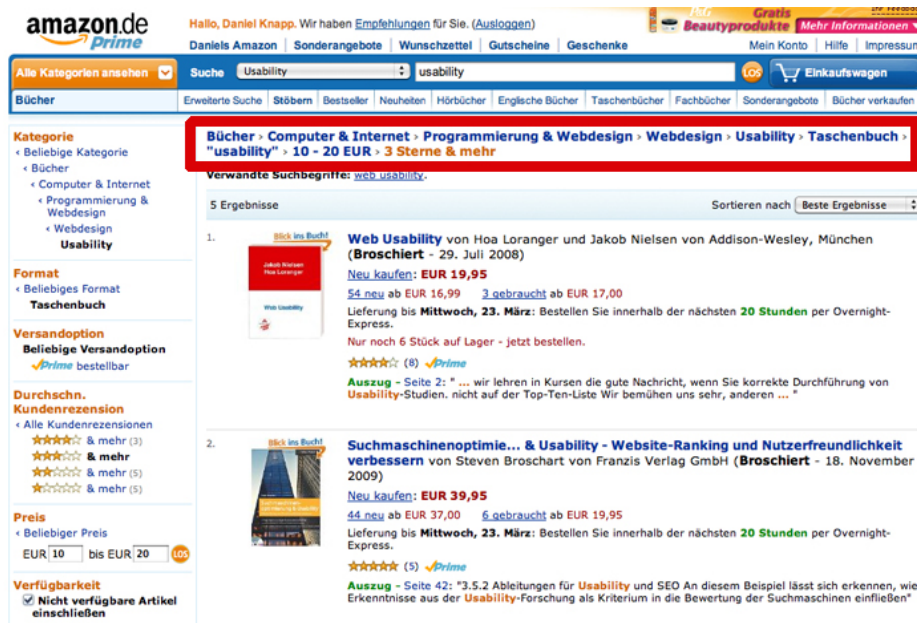 amazon.de
Prime
Hallo, Daniel Knapp. Wir haben Empfehlungen für Sie. (Ausloggen)
Gratis
Beautyprodukte Mehr Informationen
Daniels Amazon | Sonderangebote | Wunschzettel | Gutscheine | Geschenke
Mein Konto | Hilfe | Impressum
Alle Kategorien ansehen
Suche Usability usability LOS Einkaufswagen
Bücher
Erweiterte Suche Stöbern Bestseller Neuheiten Hörbücher Englische Bücher Taschenbücher Fachbücher Sonderangebote Bücher verkaufen
Kategorie
‹ Beliebige Kategorie
‹ Bücher
‹ Computer & Internet
‹ Programmierung &
Webdesign
‹ Webdesign
Usability
Format
‹ Beliebiges Format
Taschenbuch
Versandoption
Beliebige Versandoption
Prime bestellbar
Durchschn.
Kundenrezension
‹ Alle Kundenrezensionen
& mehr (3)
& mehr
& mehr (5)
& mehr (5)
Preis
‹ Beliebiger Preis
EUR 10 bis EUR 20 LOS
Verfügbarkeit
Nicht verfügbare Artikel
einschließen
Bücher › Computer & Internet › Programmierung & Webdesign › Webdesign › Usability › Taschenbuch ›
"usability" › 10 - 20 EUR › 3 Sterne & mehr
Verwandte Suchbegriffe: web usability.
5 Ergebnisse
Sortieren nach Beste Ergebnisse
1.
Blick ins Buch!
Jakob Nielsen
Hoa Loranger
Web Usability
Web Usability von Hoa Loranger und Jakob Nielsen von Addison-Wesley, München
(Broschiert - 29. Juli 2008)
Neu kaufen: EUR 19,95
54 neu ab EUR 16,99 3 gebraucht ab EUR 17,00
Lieferung bis Mittwoch, 23. März: Bestellen Sie innerhalb der nächsten 20 Stunden per Overnight-
Express.
Nur noch 6 Stück auf Lager - jetzt bestellen.
(8) Prime
Auszug - Seite 2: " ... wir lehren in Kursen die gute Nachricht, wenn Sie korrekte Durchführung von
Usability-Studien. nicht auf der Top-Ten-Liste Wir bemühen uns sehr, anderen ... "
2.
Blick ins Buch!
Suchmaschinenoptimie... & Usability - Website-Ranking und Nutzerfreundlichkeit
verbessern von Steven Broschart von Franzis Verlag GmbH (Broschiert - 18. November
2009)
Neu kaufen: EUR 39,95
44 neu ab EUR 37,00 6 gebraucht ab EUR 19,95
Lieferung bis Mittwoch, 23. März: Bestellen Sie innerhalb der nächsten 20 Stunden per Overnight-
Express.
(5) Prime
Auszug - Seite 42: "3.5.2 Ableitungen für Usability und SEO An diesem Beispiel lässt sich erkennen, wie
Erkenntnisse aus der Usability-Forschung als Kriterium in die Bewertung der Suchmaschinen einfließen"